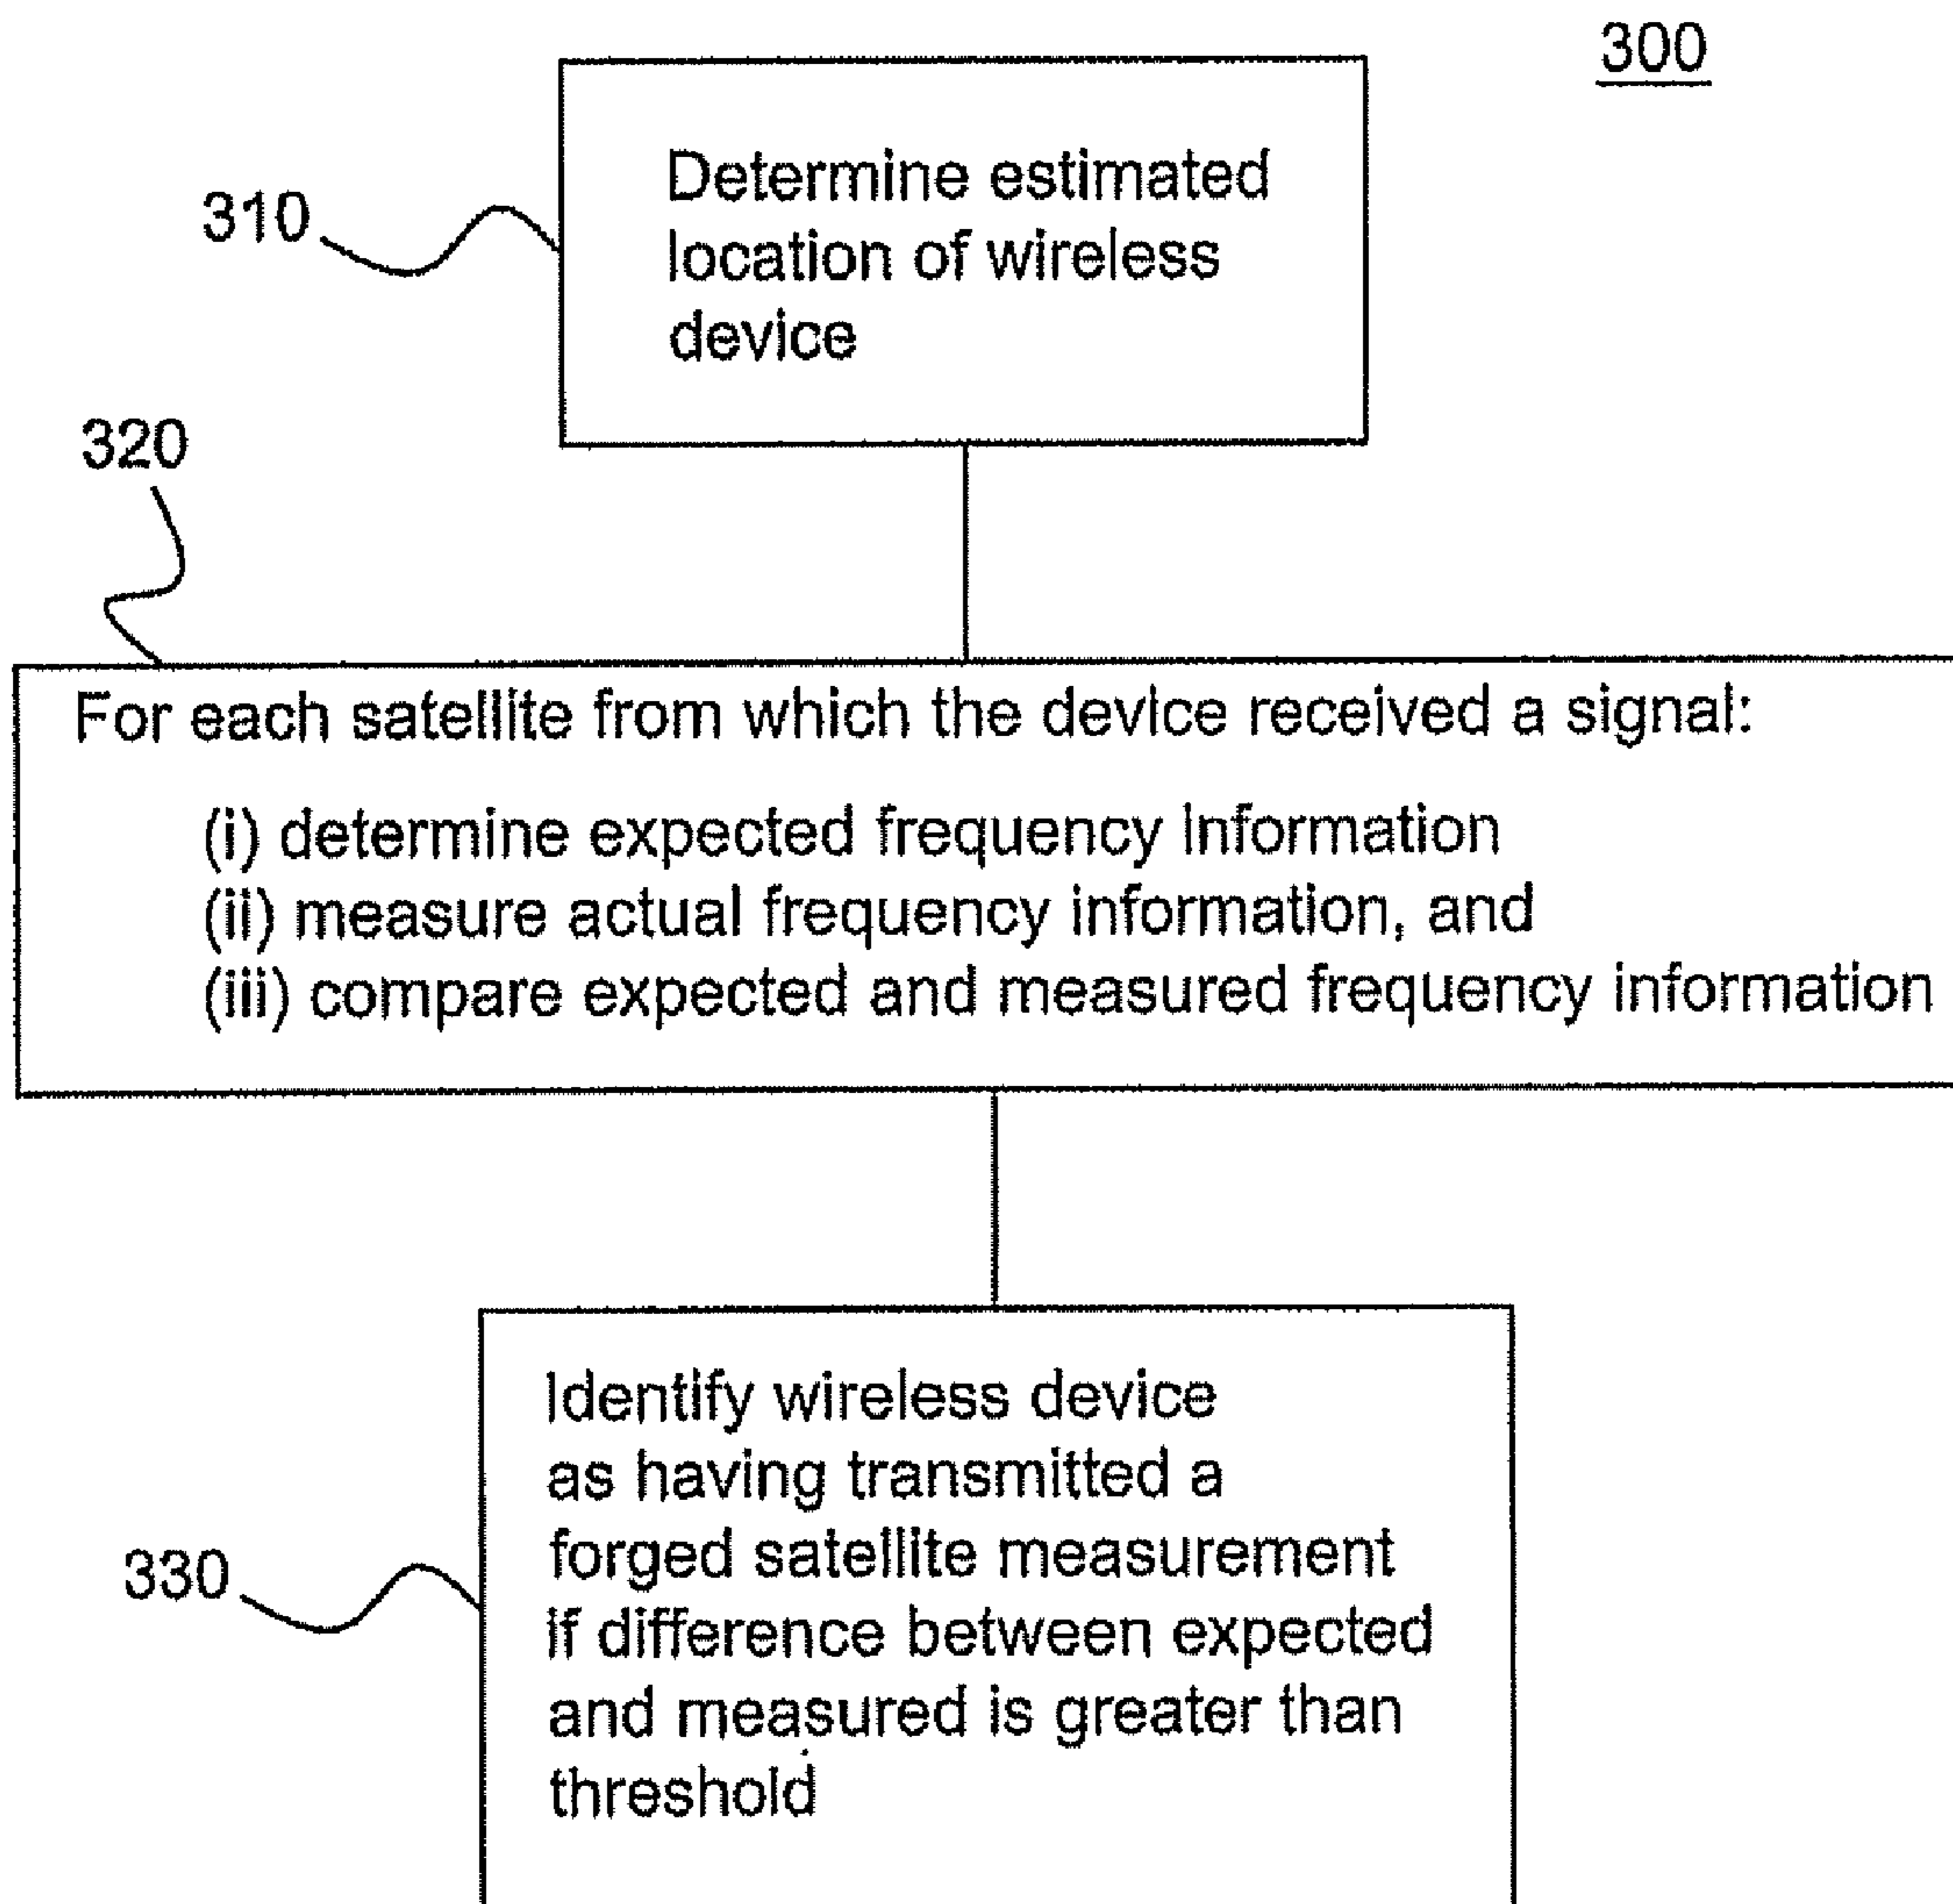 300
310
Determine estimated
location of wireless
device
320
For each satellite from which the device received a signal:
(i) determine expected frequency Information
(ii) measure actual frequency information, and
(iii) compare expected and measured frequency information
330
Identify wireless device
as having transmitted a
forged satellite measurement
if difference between expected
and measured is greater than
threshold